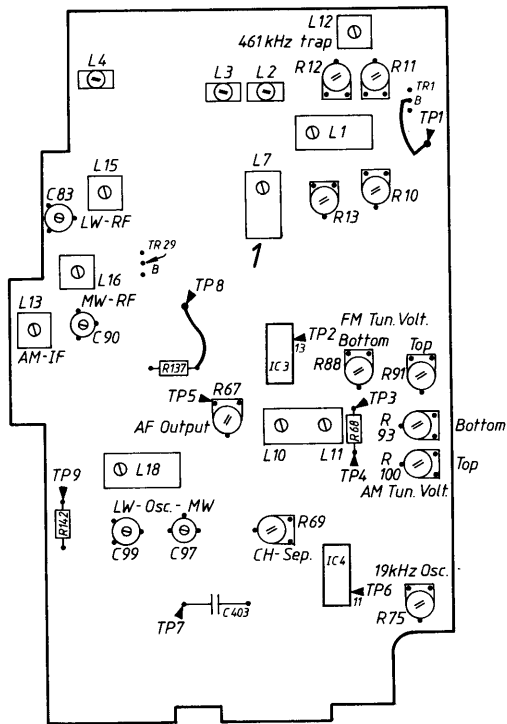 L12
461kHz trap
L4
L3
L2
R12
R11
TR1
B
TP1
L1
L15
L7
C83
LW-RF
R13
R10
TR29
B
1
L16
MW-RF
TP8
L13
C90
AM-IF
TP2
13
IC3
FM Tun. Volt.
Bottom
Top
R88
R91
R137
TP5
R67
AF Output
TP3
R68
R
93
Bottom
L10
L11
TP4
R
100
Top
AM Tun. Volt.
L18
TP9
R142
LW-Osc.-MW
C99
C97
R69
CH-Sep.
IC4
19kHz Osc.-
TP6
11
R75
TP7
C403